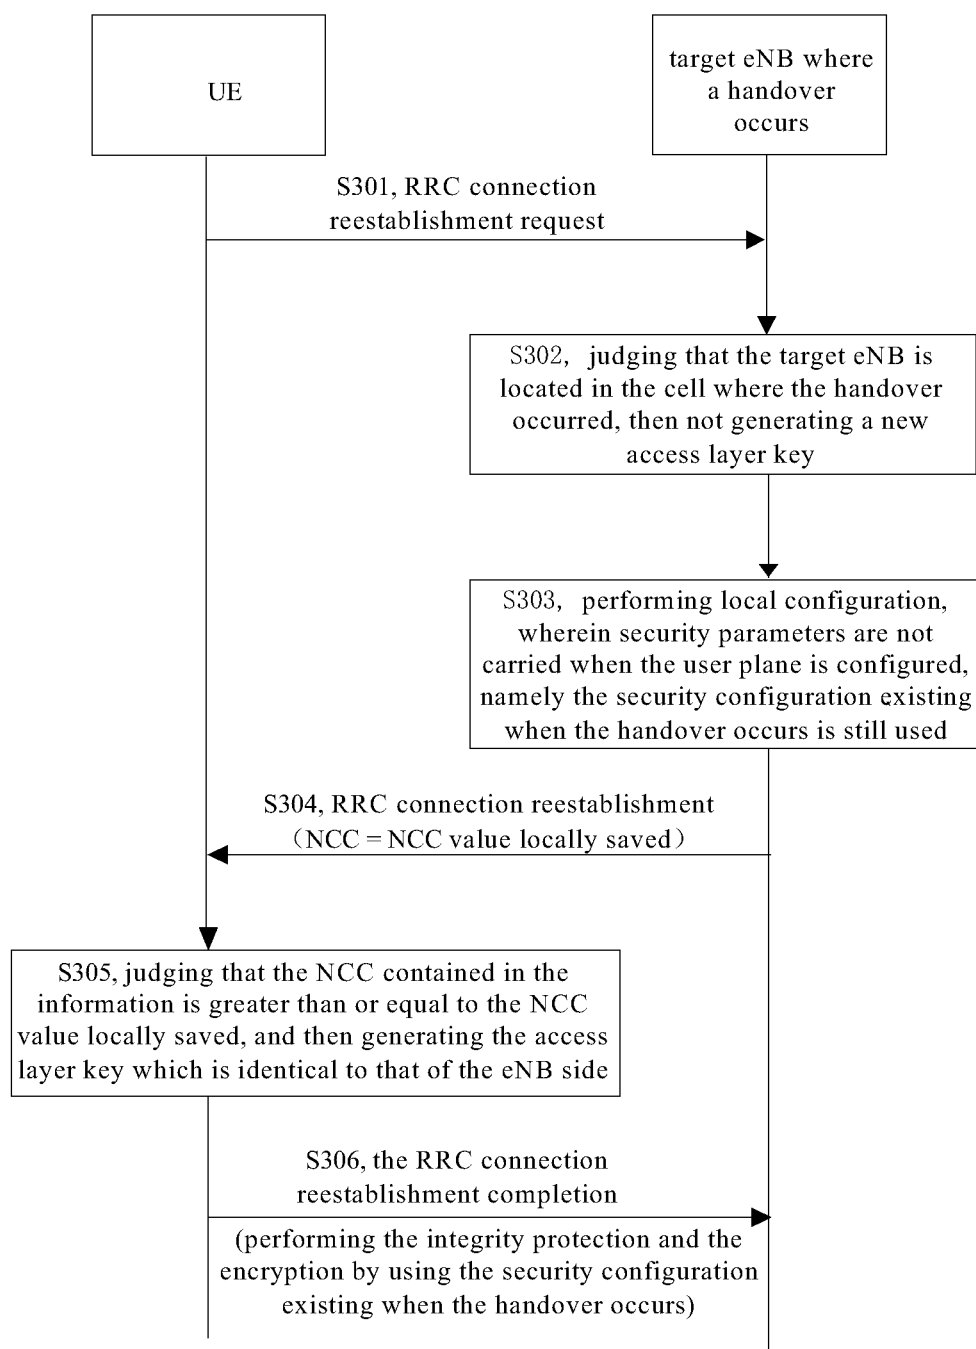 UE
target eNB where
a handover
occurs
S301, RRC connection
reestablishment request
S302, judging that the target eNB is
located in the cell where the handover
occurred, then not generating a new
access layer key
S303, performing local configuration,
wherein security parameters are not
carried when the user plane is configured,
namely the security configuration existing
when the handover occurs is still used
S304, RRC connection reestablishment
(NCC = NCC value locally saved)
S305, judging that the NCC contained in the
information is greater than or equal to the NCC
value locally saved, and then generating the access
layer key which is identical to that of the eNB side
S306, the RRC connection
reestablishment completion
(performing the integrity protection and the
encryption by using the security configuration
existing when the handover occurs)